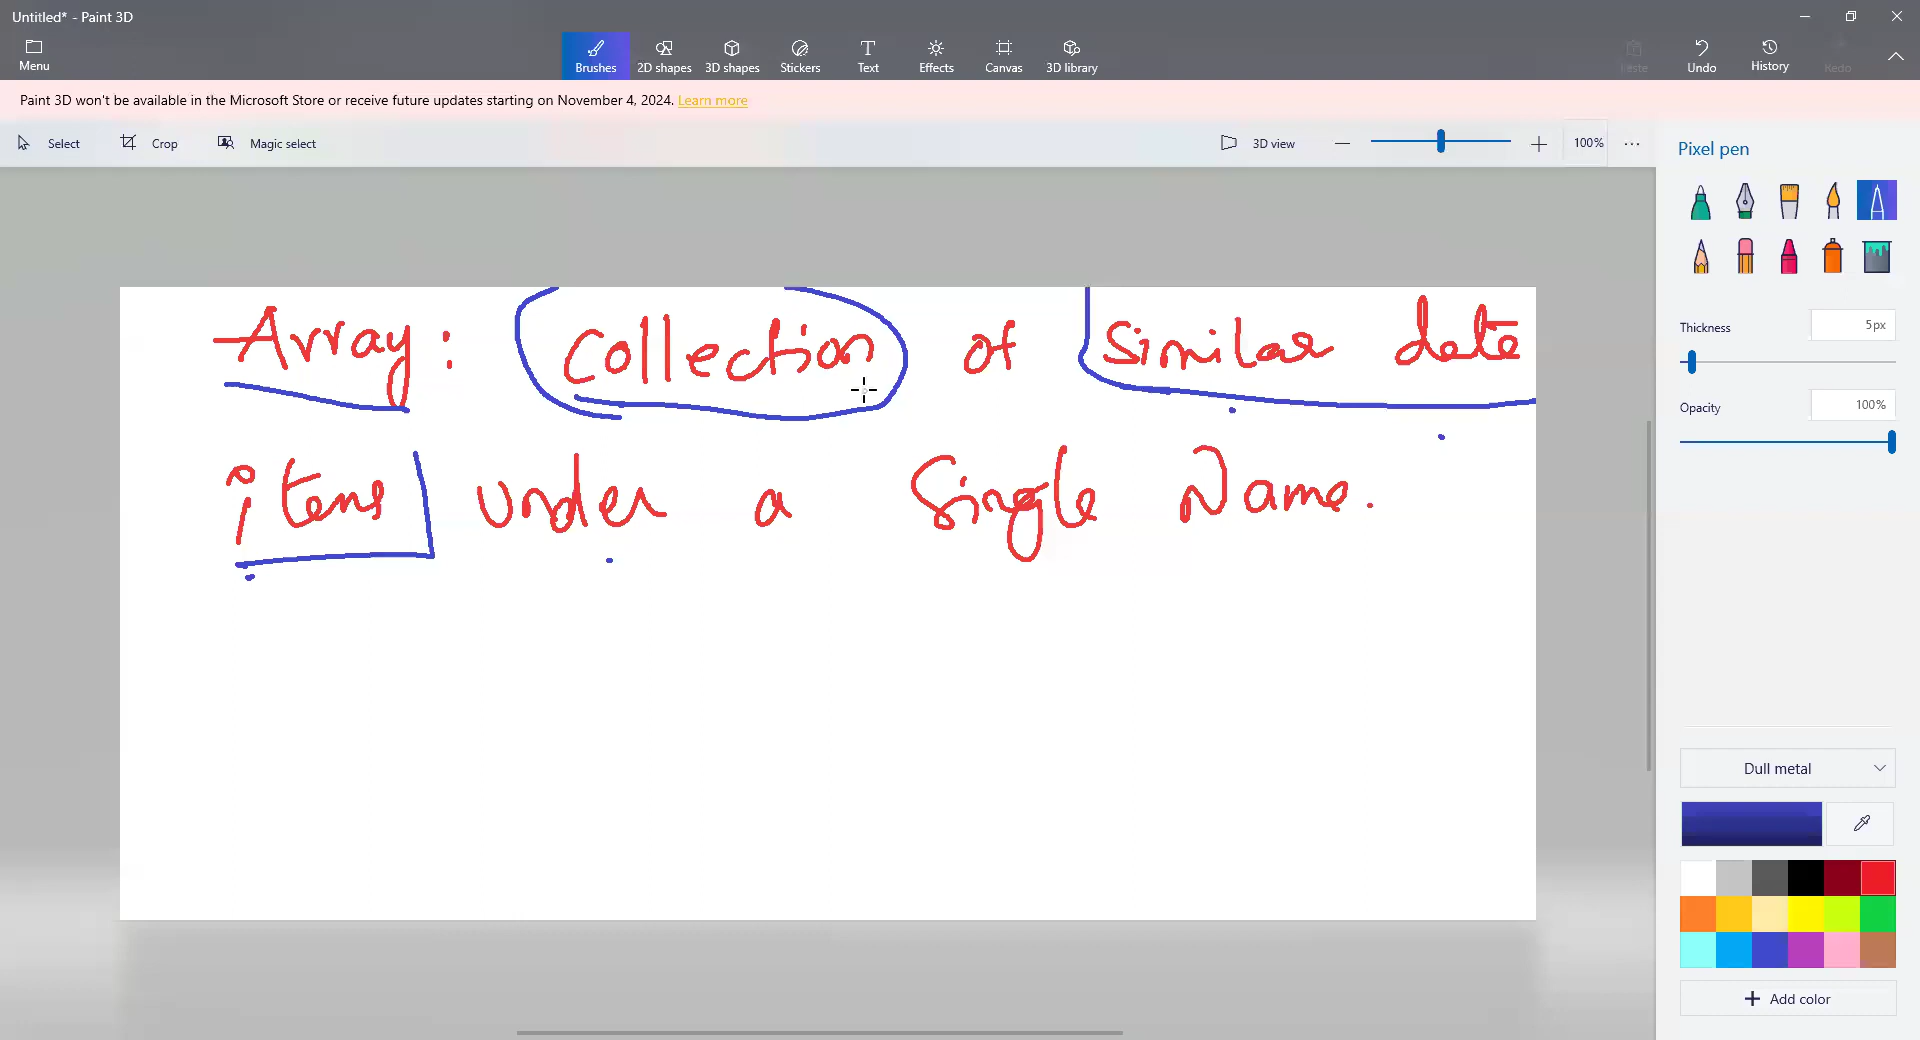 Untitled* - Paint 3D
Menu
Brushes
2D shapes
3D shapes
Stickers
Text
Effects
Canvas
3D library
Paste
Undo
History
Redo
Paint 3D won't be available in the Microsoft Store or receive future updates starting on November 4, 2024. Learn more
Select
Crop
Magic select
3D view
100%
Pixel pen
Thickness
5px
Opacity
100%
Array: Collection of Similar data
items under a Single Name.
Dull metal
Add color